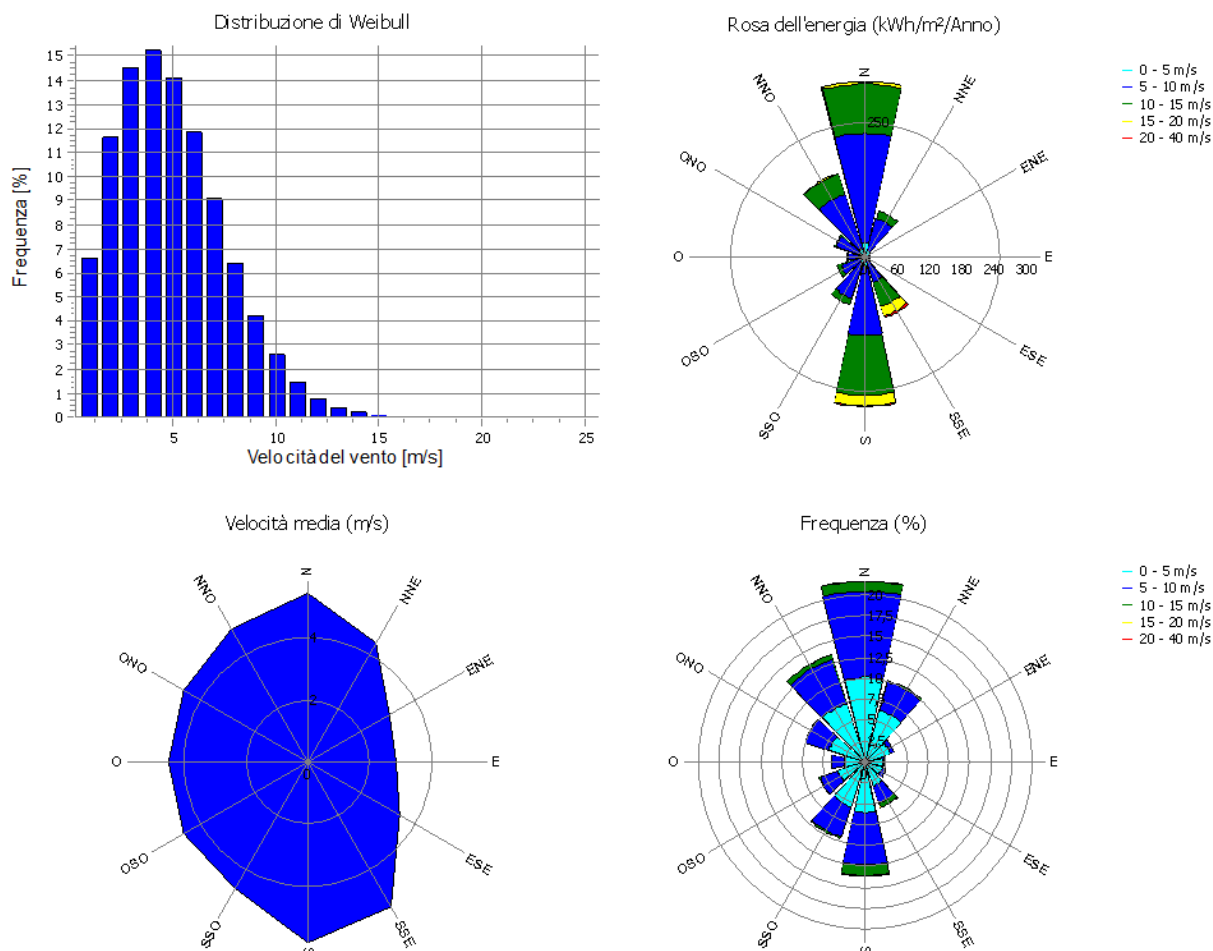 Distribuzione di Weibull
Frequenza [%]
15
14
13
12
11
10
9
8
7
6
5
4
3
2
1
0
5 10 15 20 25
Velocità del vento [m/s]
Rosa dell'energia (kWh/m²/Anno)
N
NNE
ENE
E
ESE
SSE
S
SSO
OSO
O
ONO
NNO
250
60 120 180 240 300
0 - 5 m/s
5 - 10 m/s
10 - 15 m/s
15 - 20 m/s
20 - 40 m/s
Velocità media (m/s)
N
NNE
ENE
E
ESE
SSE
S
SSO
OSO
O
ONO
NNO
4
2
0
Frequenza (%)
N
NNE
ENE
E
ESE
SSE
S
SSO
OSO
O
ONO
NNO
20
17,5
15
12,5
10
7,5
5
2,5
0 - 5 m/s
5 - 10 m/s
10 - 15 m/s
15 - 20 m/s
20 - 40 m/s